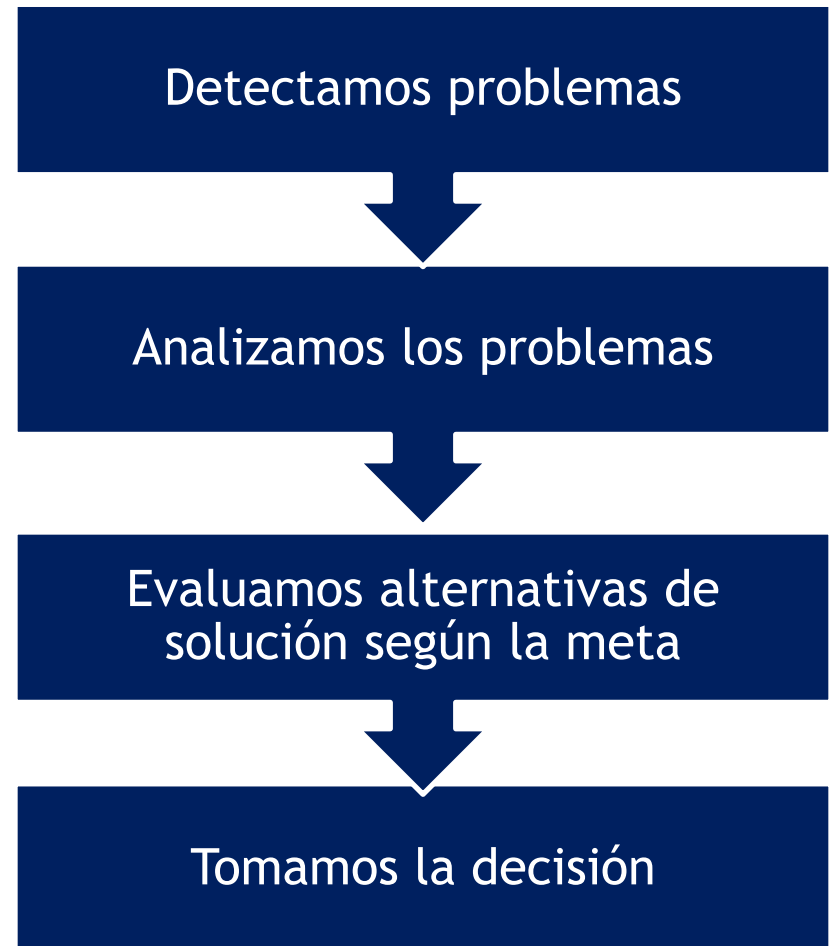 Detectamos problemas
Analizamos los problemas
Evaluamos alternativas de
solución según la meta
Tomamos la decisión